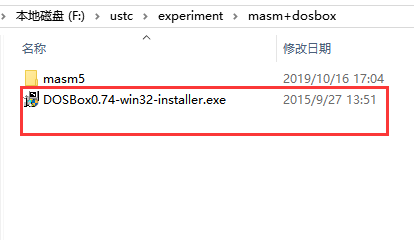 本地磁盘 (F:) > ustc > experiment > masm+dosbox
名称 修改日期
masm5 2019/10/16 17:04
DOSBox0.74-win32-installer.exe 2015/9/27 13:51